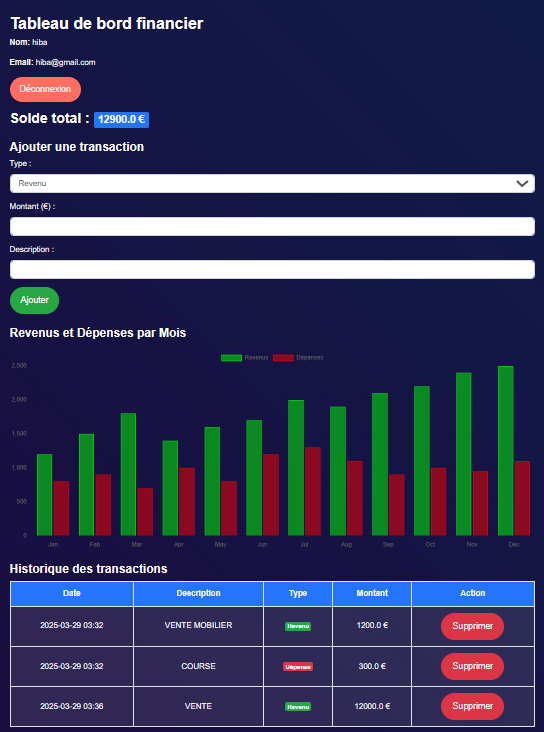 Tableau de bord financier
Nom: hiba
Email: hiba@gmail.com
Déconnexion
Solde total : 12900.0 €
Ajouter une transaction
Type :
Revenu
Montant (€) :
Description :
Ajouter
Revenus et Dépenses par Mois
Revenus Dépenses
2,500
2,000
1,500
1,000
500
0
Jan Feb Mar Apr May Jun Jul Aug Sep Oct Nov Dec
Historique des transactions
Date Description Type Montant Action
2025-03-29 03:32 VENTE MOBILIER Revenu 1200.0 € Supprimer
2025-03-29 03:32 COURSE Dépense 300.0 € Supprimer
2025-03-29 03:36 VENTE Revenu 12000.0 € Supprimer